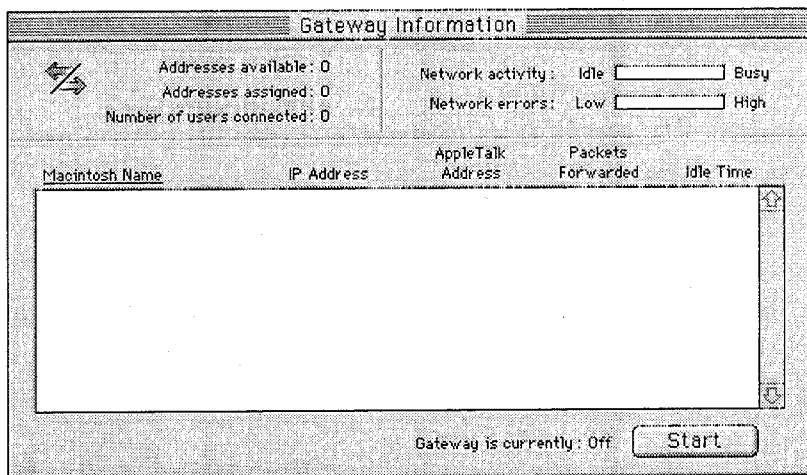 Gateway Information
Addresses available: 0
Addresses assigned: 0
Number of users connected: 0
Network activity: Idle Busy
Network errors: Low High
Macintosh Name IP Address AppleTalk Address Packets Forwarded Idle Time
Gateway is currently: Off Start